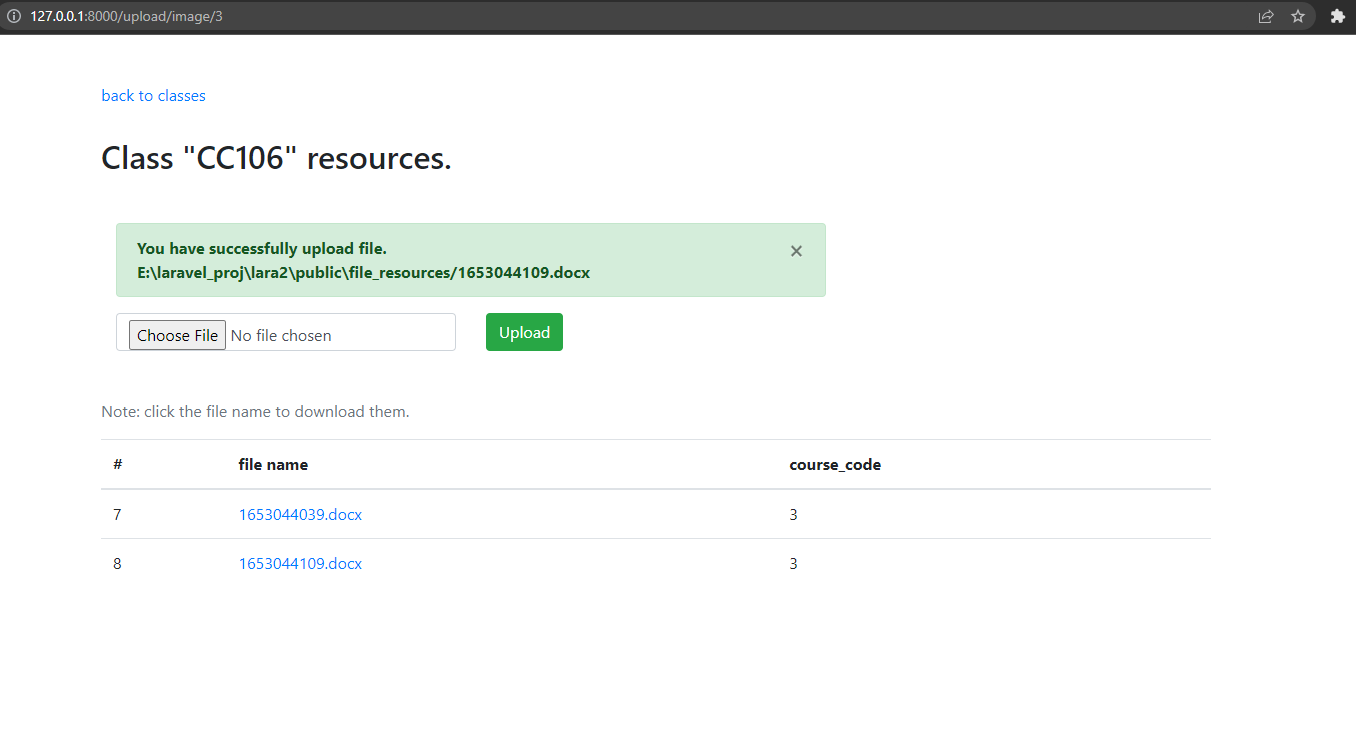 127.0.0.1:8000/upload/image/3
back to classes
Class "CC106" resources.
You have successfully upload file.
E:\laravel_proj\lara2\public\file_resources/1653044109.docx
×
Choose File No file chosen
Upload
Note: click the file name to download them.
# file name course_code
7 1653044039.docx 3
8 1653044109.docx 3